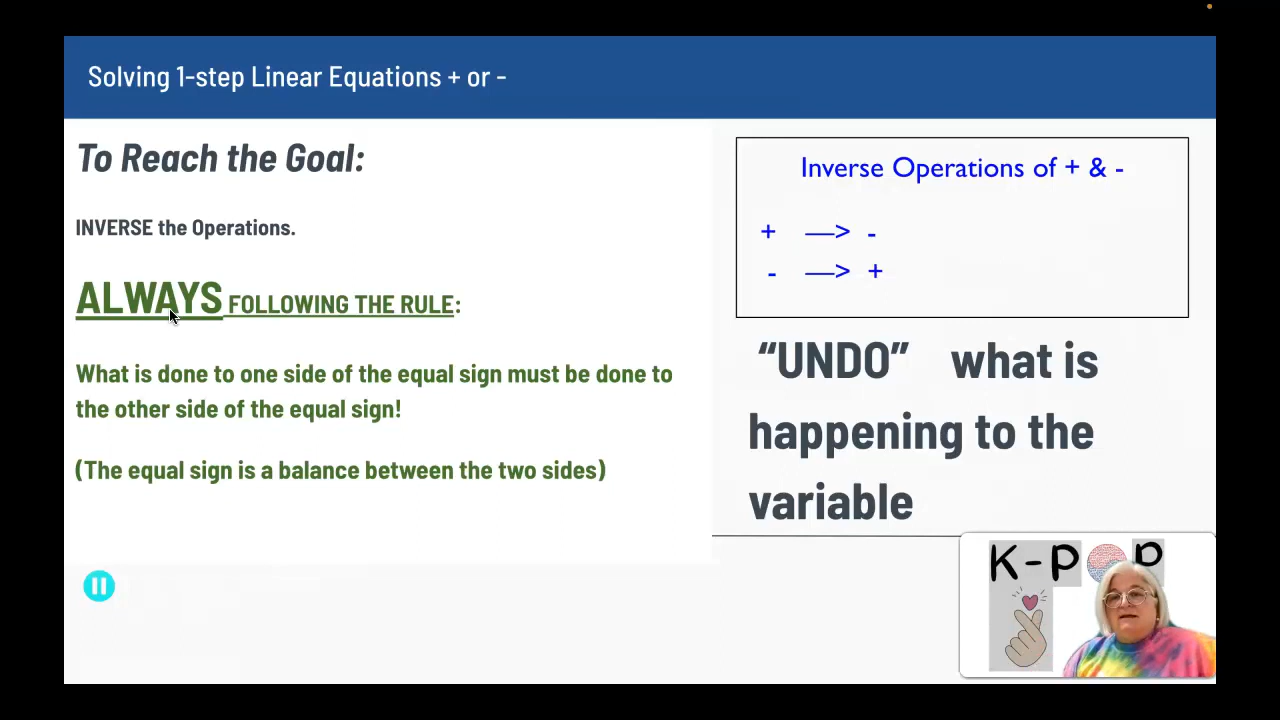 Solving 1-step Linear Equations + or -
To Reach the Goal:
INVERSE the Operations.
ALWAYS FOLLOWING THE RULE:
What is done to one side of the equal sign must be done to
the other side of the equal sign!
(The equal sign is a balance between the two sides)
Inverse Operations of + & -
+ —> -
- —> +
“UNDO” what is
happening to the
variable
K-P P